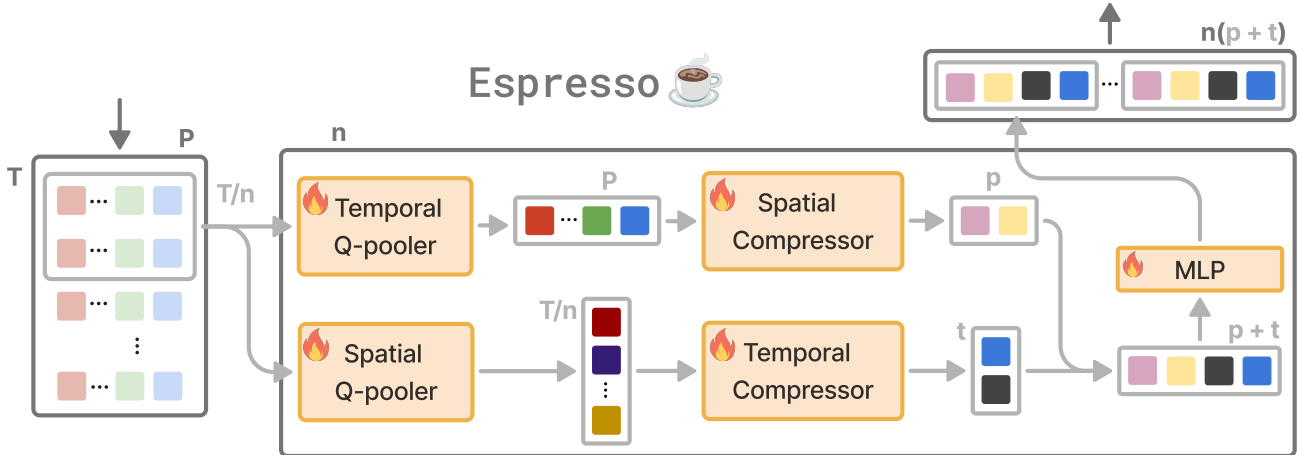 Espresso
n(p + t)
T
P
T/n
n
Temporal
Q-pooler
P
Spatial
Compressor
p
MLP
Spatial
Q-pooler
T/n
Temporal
Compressor
t
p + t